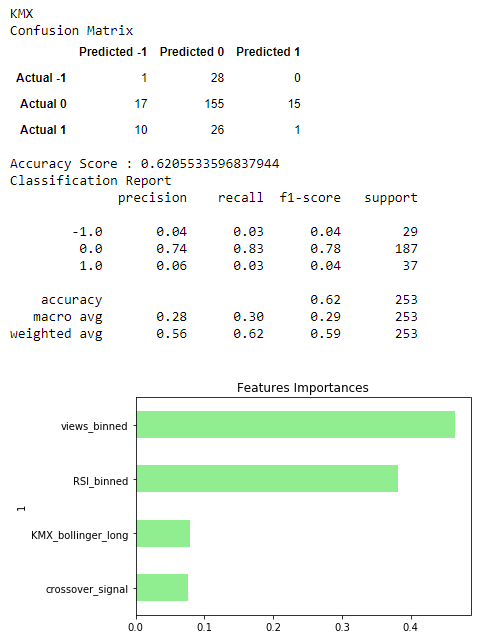 KMX
Confusion Matrix
Predicted -1 Predicted 0 Predicted 1
Actual -1 1 28 0
Actual 0 17 155 15
Actual 1 10 26 1
Accuracy Score : 0.6205533596837944
Classification Report
precision recall f1-score support
-1.0 0.04 0.03 0.04 29
0.0 0.74 0.83 0.78 187
1.0 0.06 0.03 0.04 37
accuracy 0.62 253
macro avg 0.28 0.30 0.29 253
weighted avg 0.56 0.62 0.59 253
Features Importances
views_binned
RSI_binned
1
KMX_bollinger_long
crossover_signal
0.0 0.1 0.2 0.3 0.4